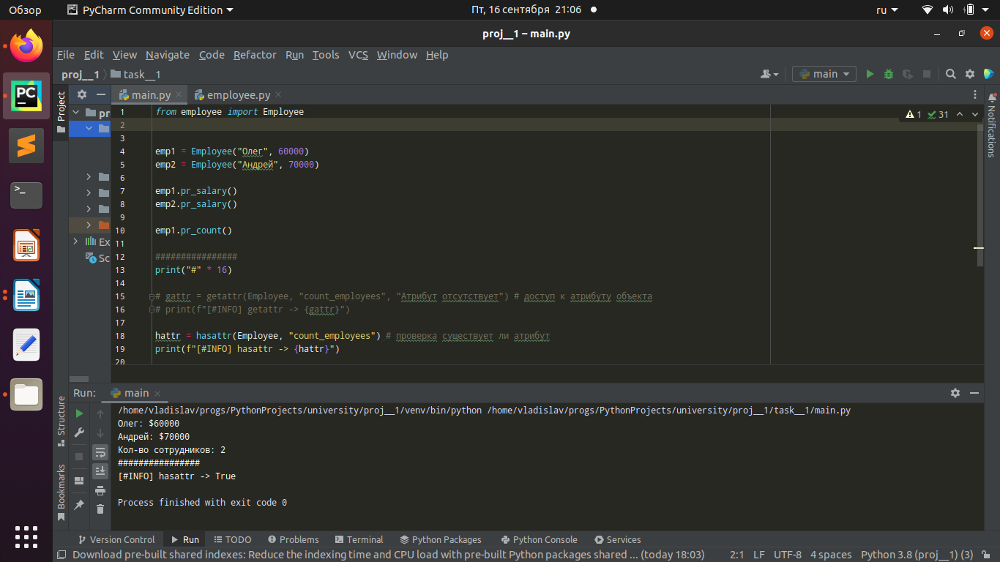 Обзор PyCharm Community Edition Пт, 16 сентября 21:06 ru
proj__1 – main.py
File Edit View Navigate Code Refactor Run Tools VCS Window Help
proj__1 task__1 main
Project
main.py employee.py
Notifications
1 31
pr
Ex
Sc
1 from employee import Employee
2
3
4 emp1 = Employee("Олег", 60000)
5 emp2 = Employee("Андрей", 70000)
6
7 emp1.pr_salary()
8 emp2.pr_salary()
9
10 emp1.pr_count()
11
12 ################
13 print("#" * 16)
14
15 # gattr = getattr(Employee, "count_employees", "Атрибут отсутствует") # доступ к атрибуту объекта
16 # print(f"[#INFO] getattr -> {gattr}")
17
18 hattr = hasattr(Employee, "count_employees") # проверка существует ли атрибут
19 print(f"[#INFO] hasattr -> {hattr}")
20
Run: main
Structure
Bookmarks
/home/vladislav/progs/PythonProjects/university/proj__1/venv/bin/python /home/vladislav/progs/PythonProjects/university/proj__1/task__1/main.py
Олег: $60000
Андрей: $70000
Кол-во сотрудников: 2
################
[#INFO] hasattr -> True
Process finished with exit code 0
Version Control Run TODO Problems Terminal Python Packages Python Console Services
Download pre-built shared indexes: Reduce the indexing time and CPU load with pre-built Python packages shared ... (today 18:03) 2:1 LF UTF-8 4 spaces Python 3.8 (proj__1) (3)